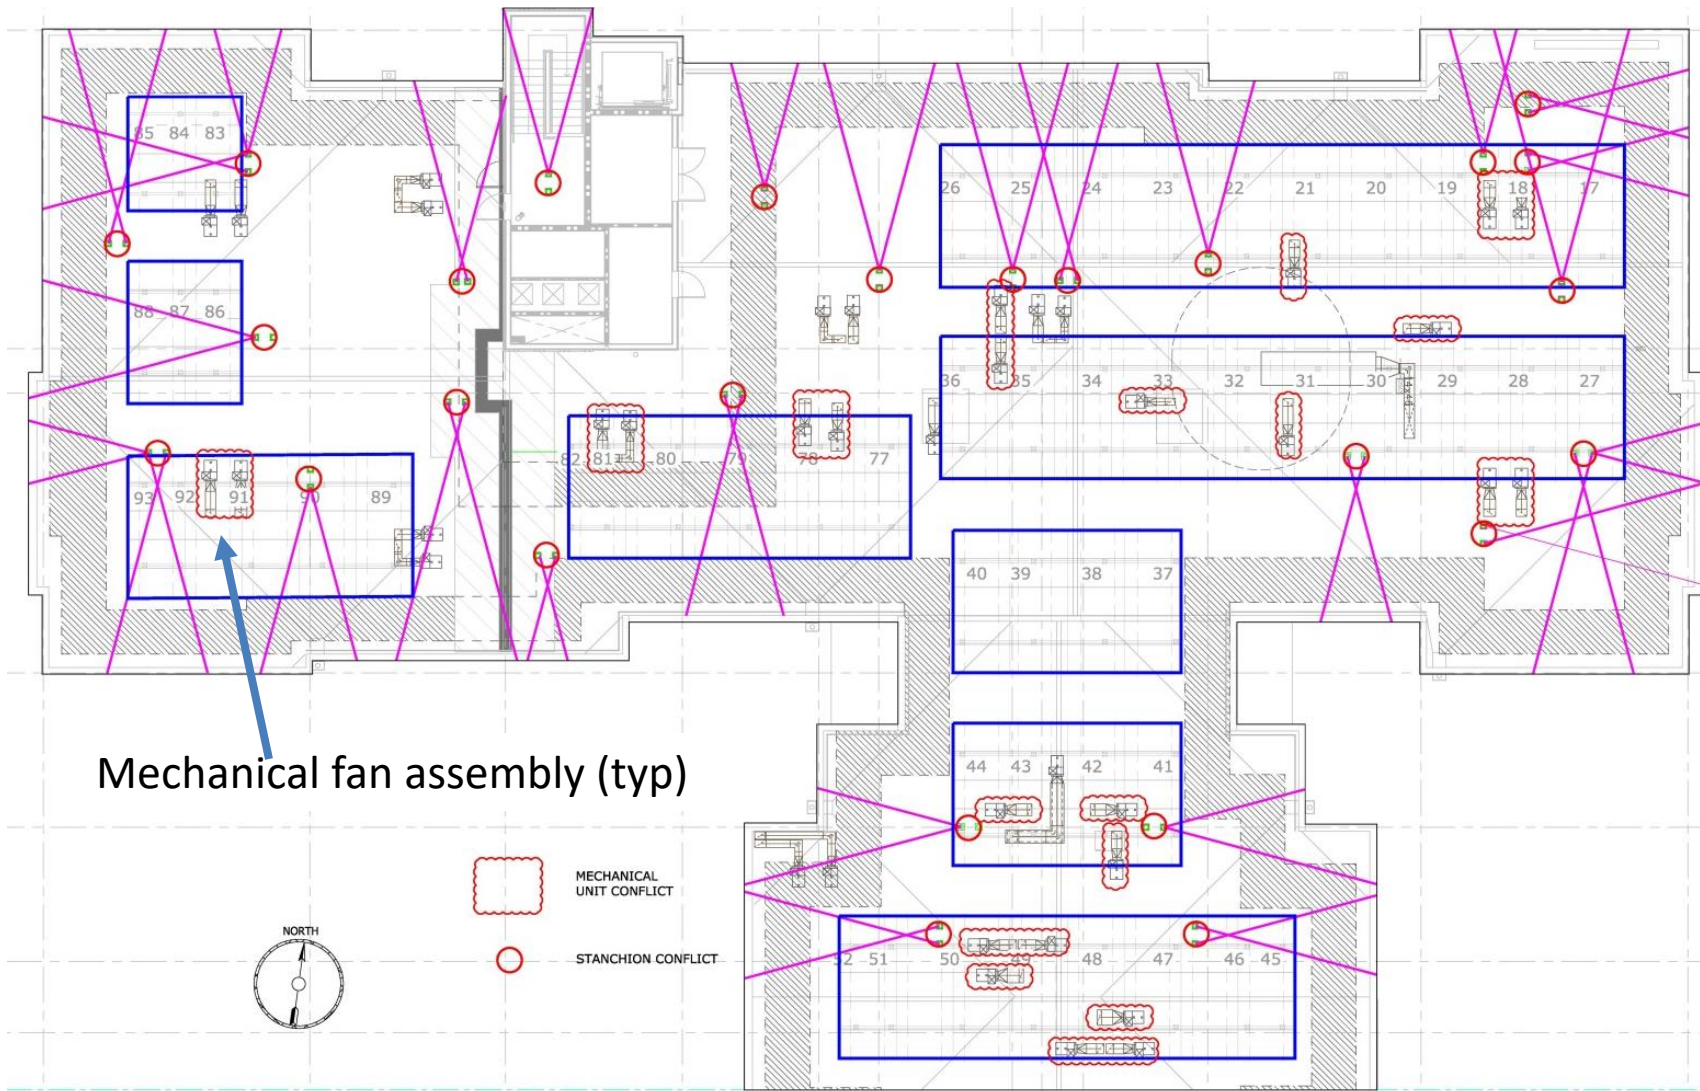 85 84 83
26 25 24 23 22 21 20 19 18 17
88 87 86
36 35 34 33 32 31 30 29 28 27
82 81 80 79 78 77
93 92 91 90 89
40 39 38 37
Mechanical fan assembly (typ)
44 43 42 41
MECHANICAL
UNIT CONFLICT
NORTH
STANCHION CONFLICT
52 51 50 49 48 47 46 45